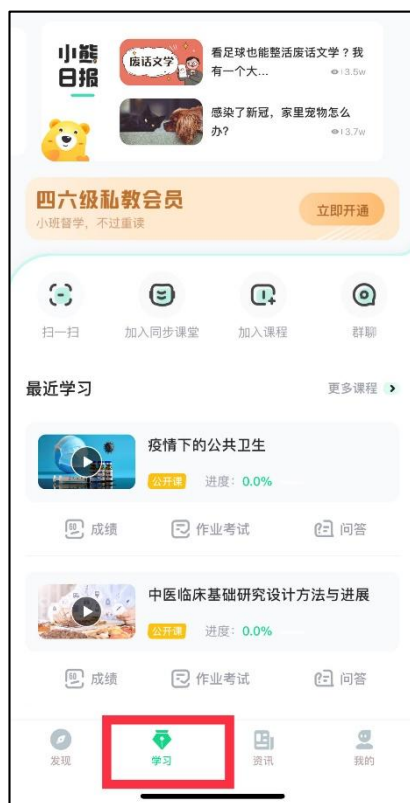 小熊
日报
废话文学
看足球也能整活废话文学？我
有一个大...
13.5w
感染了新冠，家里宠物怎么
办？
13.7w
四六级私教会员
小班督学，不过重读
立即开通
扫一扫
加入同步课堂
加入课程
群聊
最近学习
更多课程
疫情下的公共卫生
公开课
进度：0.0%
成绩
作业考试
问答
中医临床基础研究设计方法与进展
公开课
进度：0.0%
成绩
作业考试
问答
发现
学习
资讯
我的